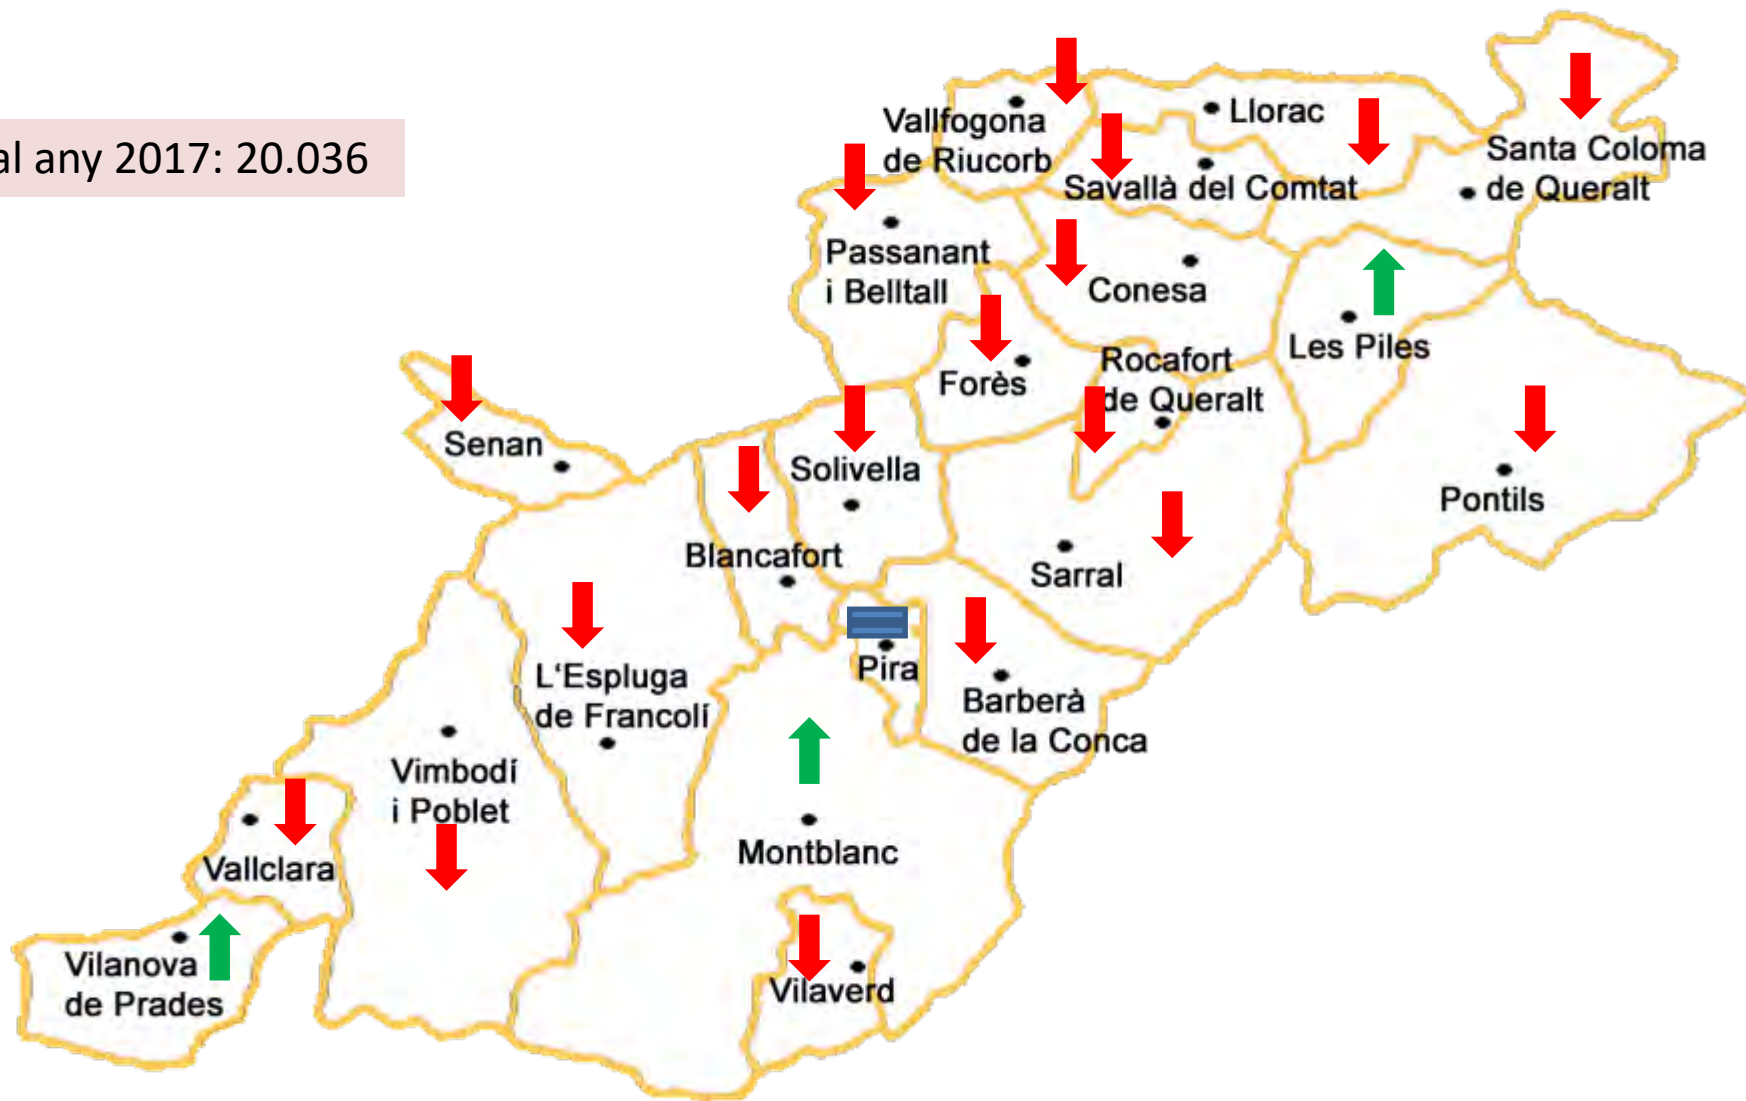 al any 2017: 20.036
Vallfogona
de Riucorb
Llorac
Santa Coloma
de Queralt
Savallà del Comtat
Passanant
i Belltall
Conesa
Les Piles
Rocafort
de Queralt
Forès
Senan
Solivella
Pontils
Blancafort
Sarral
Pira
L'Espluga
de Francolí
Barberà
de la Conca
Vimbodí
i Poblet
Montblanc
Vallclara
Vilanova
de Prades
Vilaverd